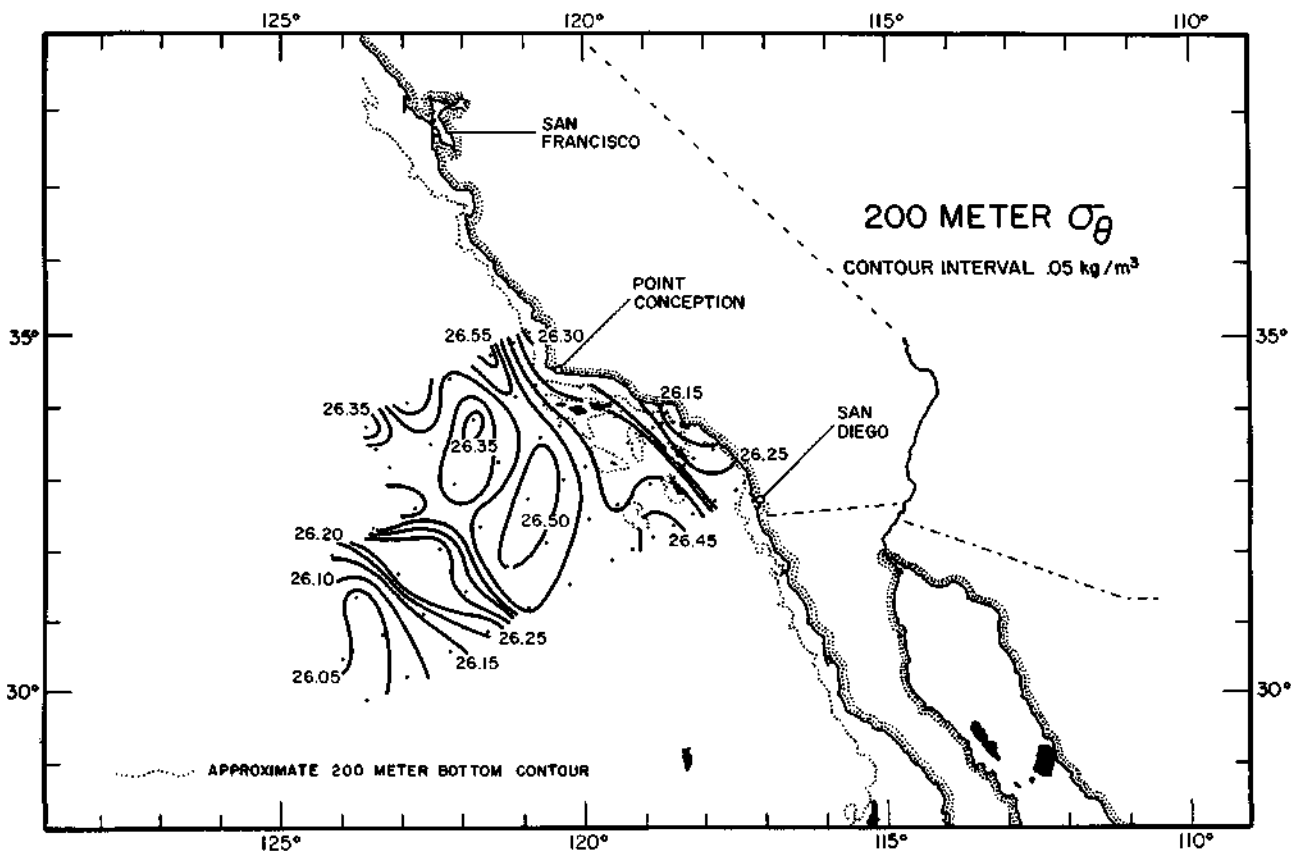 125°
120°
115°
110°
SAN
FRANCISCO
200 METER σθ
CONTOUR INTERVAL .05 kg/m³
POINT
CONCEPTION
35°
35°
26.55
26.30
26.15
26.35
SAN
DIEGO
26.35
26.25
26.50
26.20
26.45
26.10
26.25
26.15
26.05
30°
30°
APPROXIMATE 200 METER BOTTOM CONTOUR
125°
120°
115°
110°